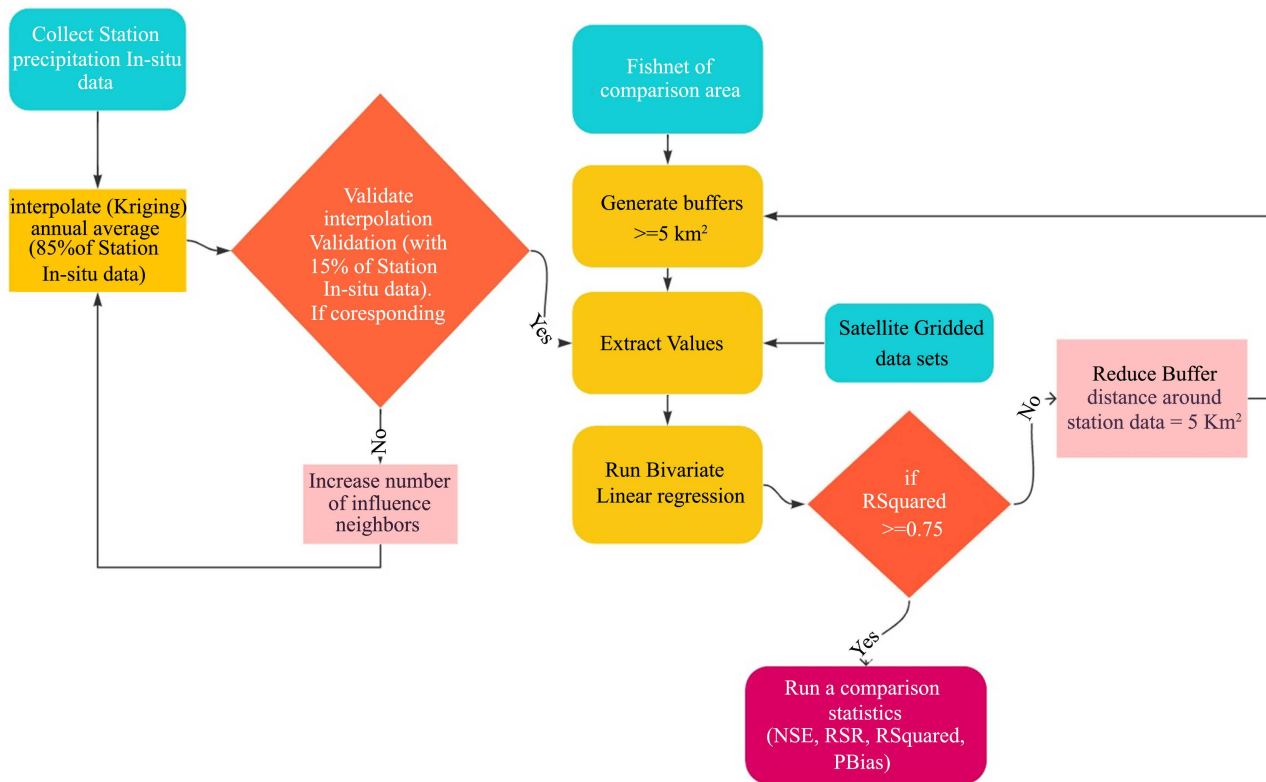 Collect Station
precipitation In-situ
data
interpolate (Kriging)
annual average
(85%of Station
In-situ data)
Validate
interpolation
Validation (with
15% of Station
In-situ data).
If coresponding
No
Increase number
of influence
neighbors
Yes
Fishnet of
comparison area
Generate buffers
>=5 km²
Extract Values
Satellite Gridded
data sets
Run Bivariate
Linear regression
if
RSquared
>=0.75
No
Reduce Buffer
distance around
station data = 5 Km²
Yes
Run a comparison
statistics
(NSE, RSR, RSquared,
PBias)